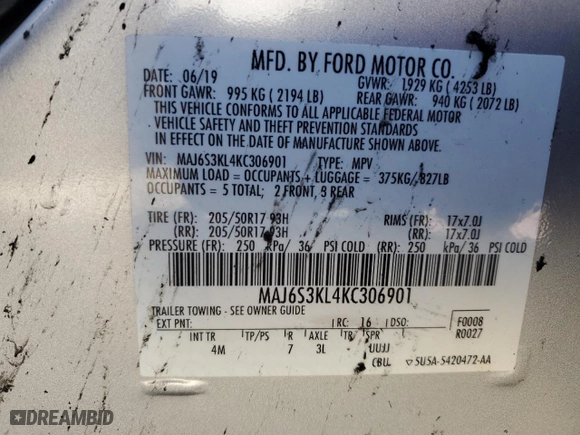 MFD. BY FORD MOTOR CO.
DATE: 06/19 GVWR: 1,929 KG ( 4253 LB)
FRONT GAWR: 995 KG ( 2194 LB) REAR GAWR: 940 KG ( 2072 LB)
THIS VEHICLE CONFORMS TO ALL APPLICABLE FEDERAL MOTOR
VEHICLE SAFETY AND THEFT PREVENTION STANDARDS
IN EFFECT ON THE DATE OF MANUFACTURE SHOWN ABOVE.
VIN: MAJ6S3KL4KC306901 TYPE: MPV
MAXIMUM LOAD = OCCUPANTS + LUGGAGE = 375KG/ 827LB
OCCUPANTS = 5 TOTAL; 2 FRONT, 3 REAR
TIRE (FR): 205/50R17 93H RIMS (FR): 17x7.0J
(RR): 205/50R17 93H (RR): 17x7.0J
PRESSURE (FR): 250 kPa/ 36 PSI COLD (RR): 250 kPa/36 PSI COLD
MAJ6S3KL4KC306901
TRAILER TOWING - SEE OWNER GUIDE
EXT PNT: RC: 16 DSO: F0008
R0027
INT TR TP/PS R AXLE TR SPR
4M 7 3L UUJJ
CBU ▽ 5U5A-5420472-AA
DREAMBID